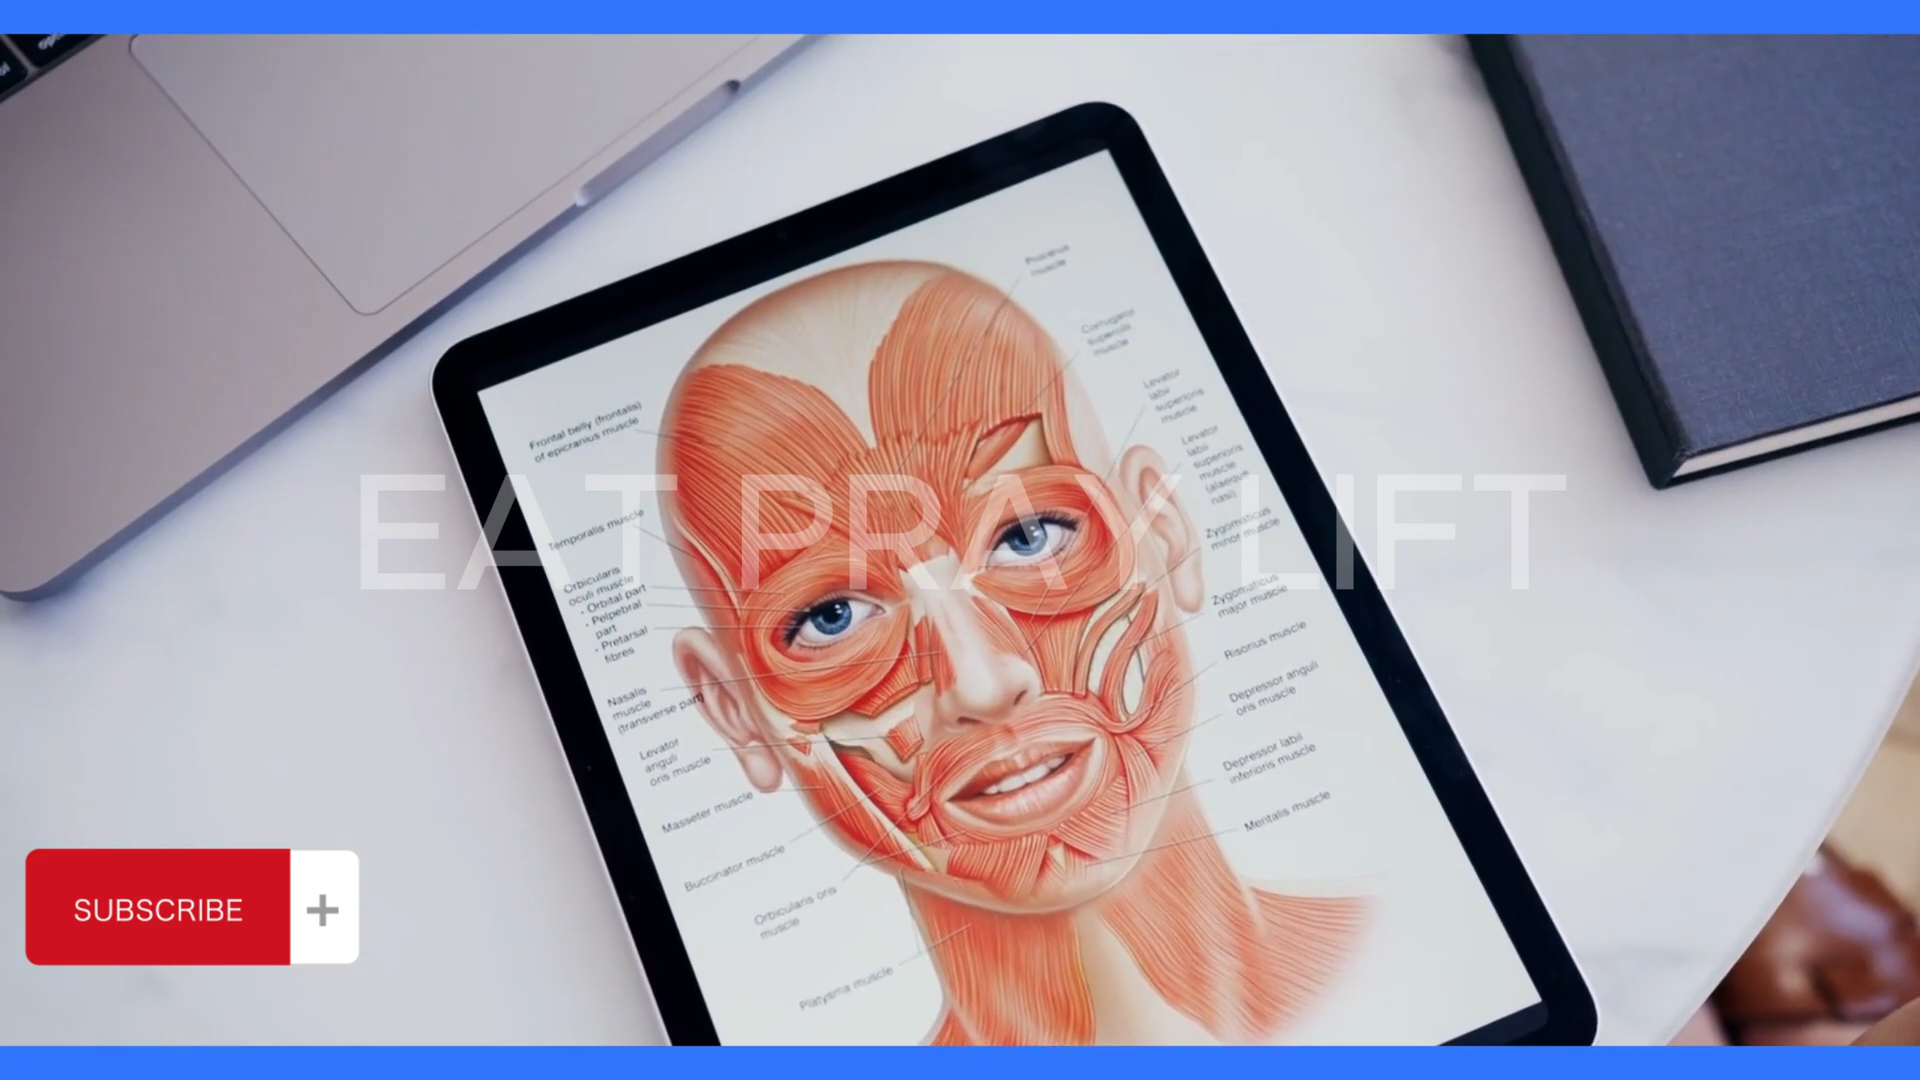 Procerus
muscle
Corrugator
supercilii
muscle
Levator
labii
superioris
muscle
Levator
labii
superioris
muscle
(alaeque
nasi)
Frontal belly (frontalis)
of epicranius muscle
EAT PRAY LIFT
Temporalis muscle
Zygomaticus
minor muscle
Orbicularis
oculi muscle
• Orbital part
• Pelpebral
part
• Pretarsal
fibres
Zygomaticus
major muscle
Risorius muscle
Nasalis
muscle
(transverse part)
Depressor anguli
oris muscle
Levator
anguli
oris muscle
Depressor labii
inferioris muscle
Masseter muscle
Mentalis muscle
Buccinator muscle
Orbicularis oris
muscle
SUBSCRIBE +
Platysma muscle